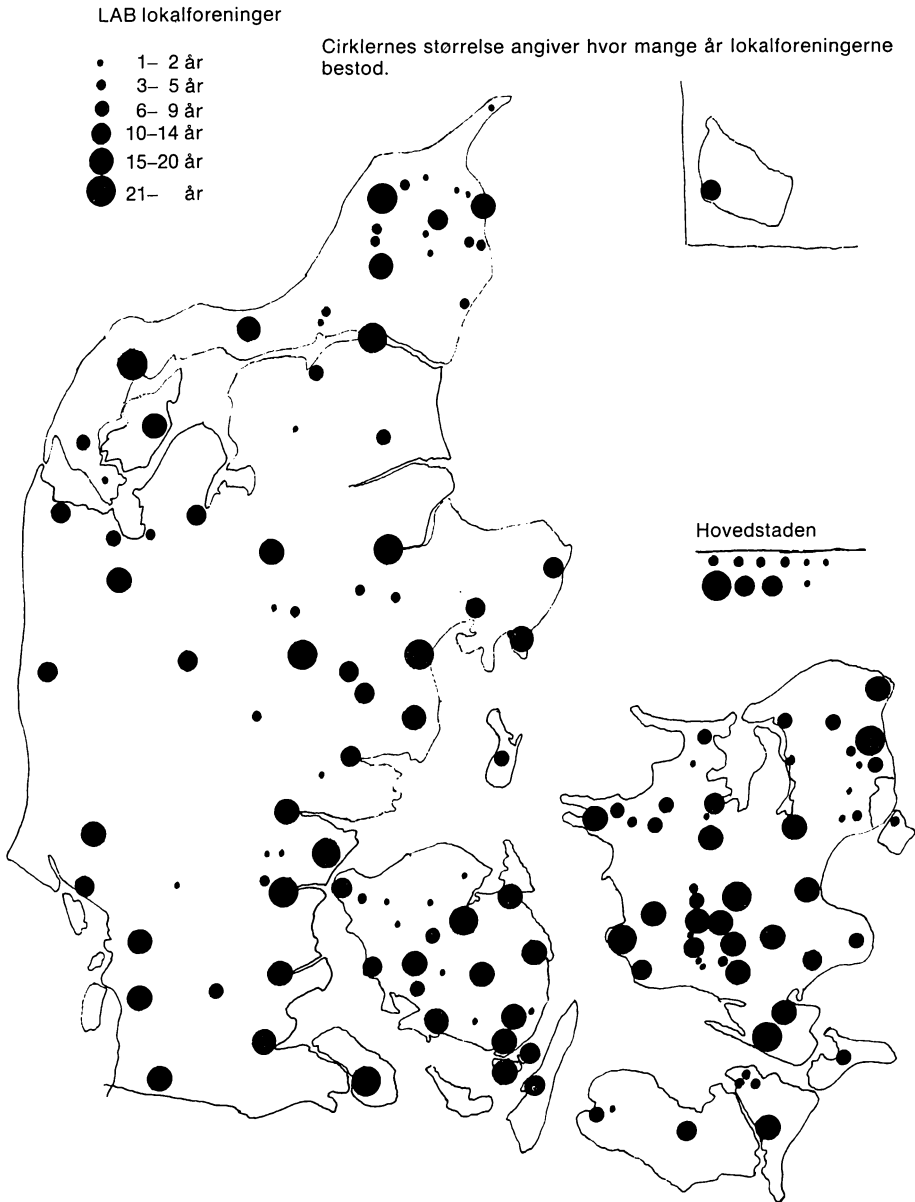 LAB lokalforeninger
1– 2 år
3– 5 år
6– 9 år
10–14 år
15–20 år
21– år
Cirklernes størrelse angiver hvor mange år lokalforeningerne
bestod.
Hovedstaden